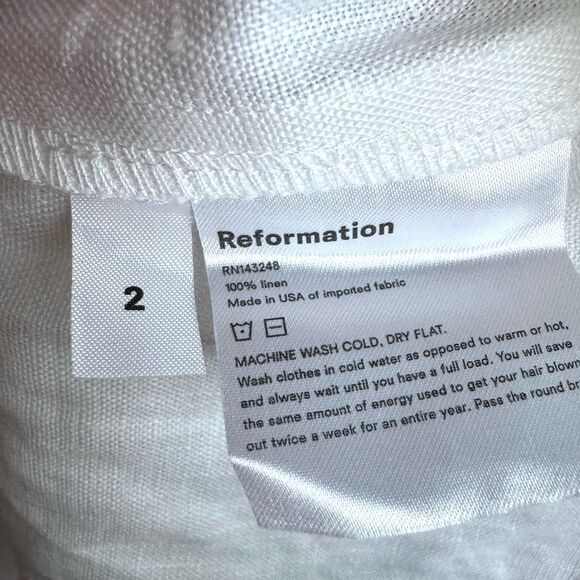 2
Reformation
RN143248
100% linen
Made in USA of imported fabric
MACHINE WASH COLD, DRY FLAT.
Wash clothes in cold water as opposed to warm or hot,
and always wait until you have a full load. You will save
the same amount of energy used to get your hair blown
out twice a week for an entire year. Pass the round br